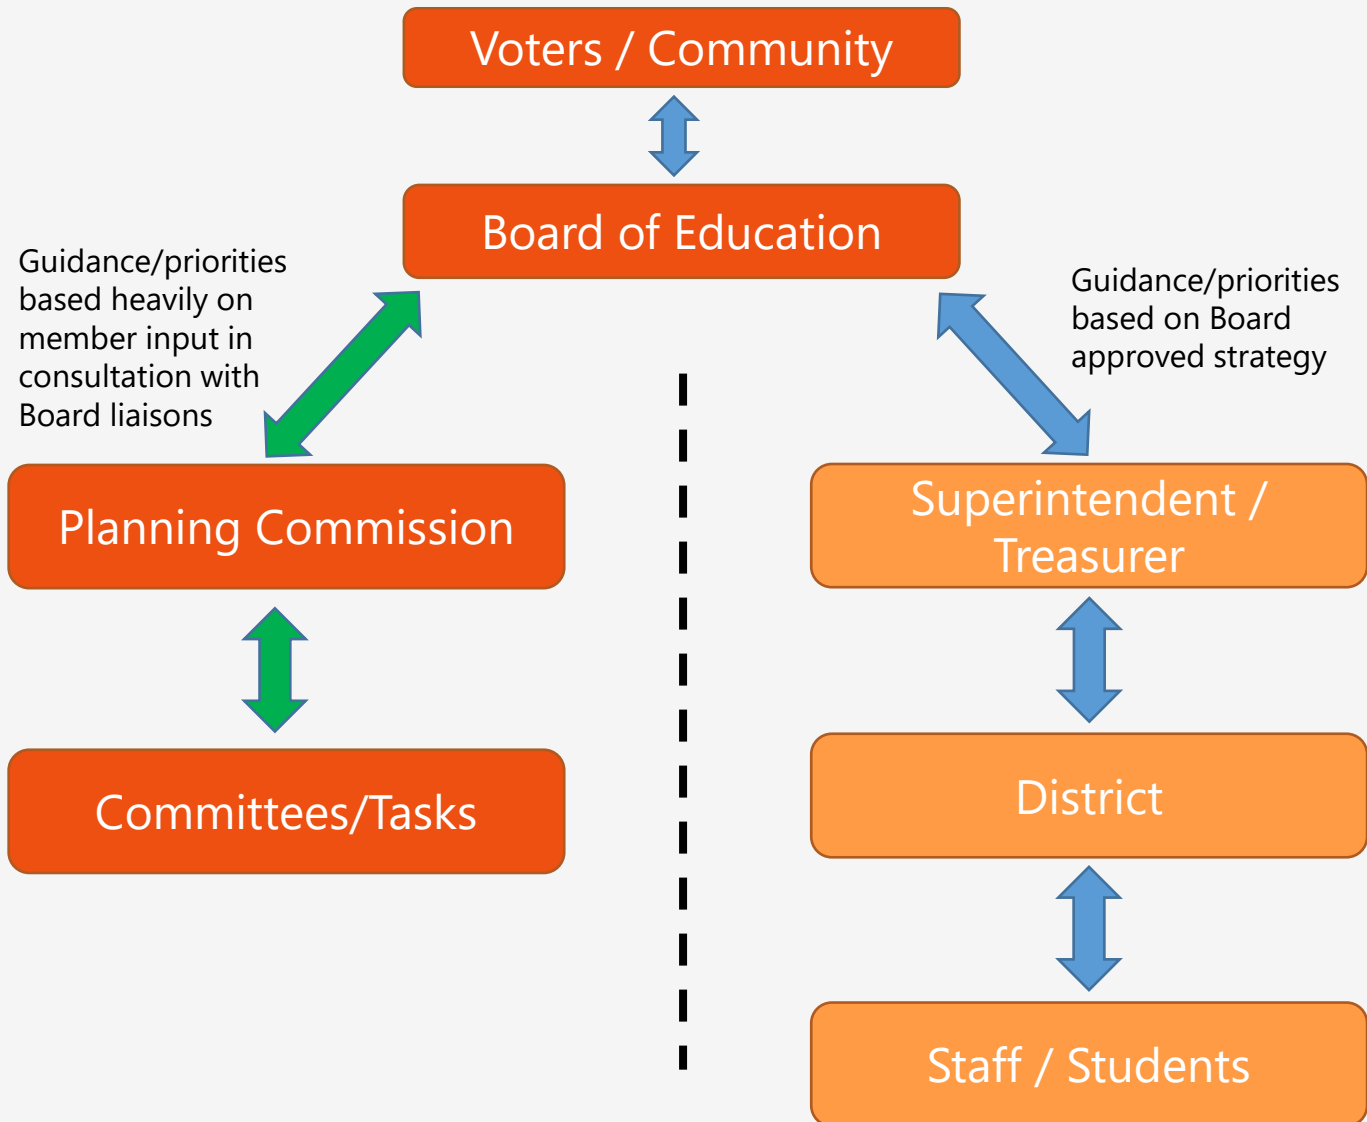 Voters / Community
Board of Education
Guidance/priorities
based heavily on
member input in
consultation with
Board liaisons
Guidance/priorities
based on Board
approved strategy
Planning Commission
Superintendent /
Treasurer
Committees/Tasks
District
Staff / Students